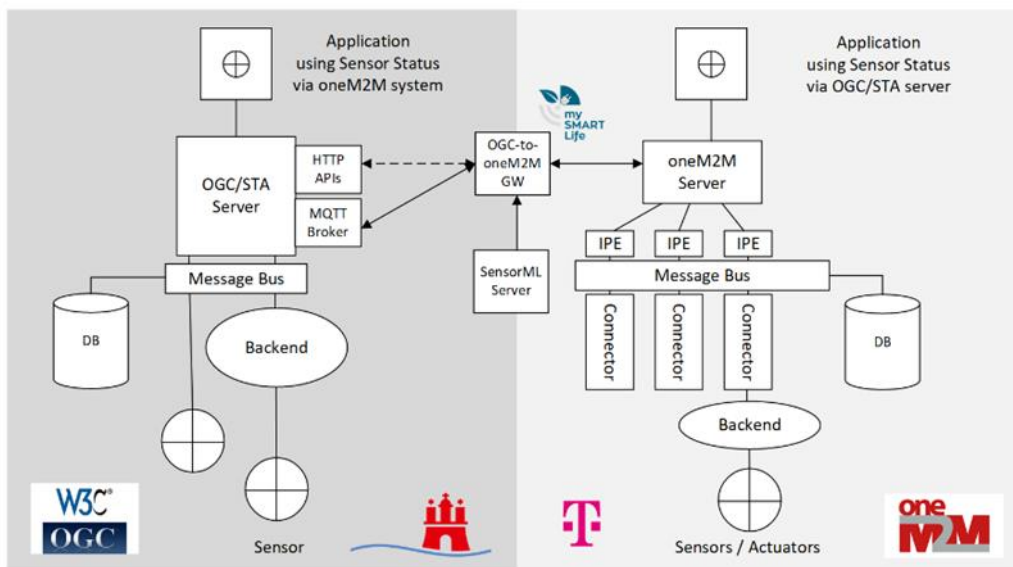 Application
using Sensor Status
via oneM2M system
Application
using Sensor Status
via OGC/STA server
my
SMART
Life
OGC/STA
Server
HTTP
APIs
MQTT
Broker
OGC-to-
oneM2M
GW
oneM2M
Server
SensorML
Server
IPE
IPE
IPE
Message Bus
Message Bus
DB
Backend
Connector
Connector
Connector
DB
Backend
W3C®
OGC
Sensor
T
Sensors / Actuators
one
M2M